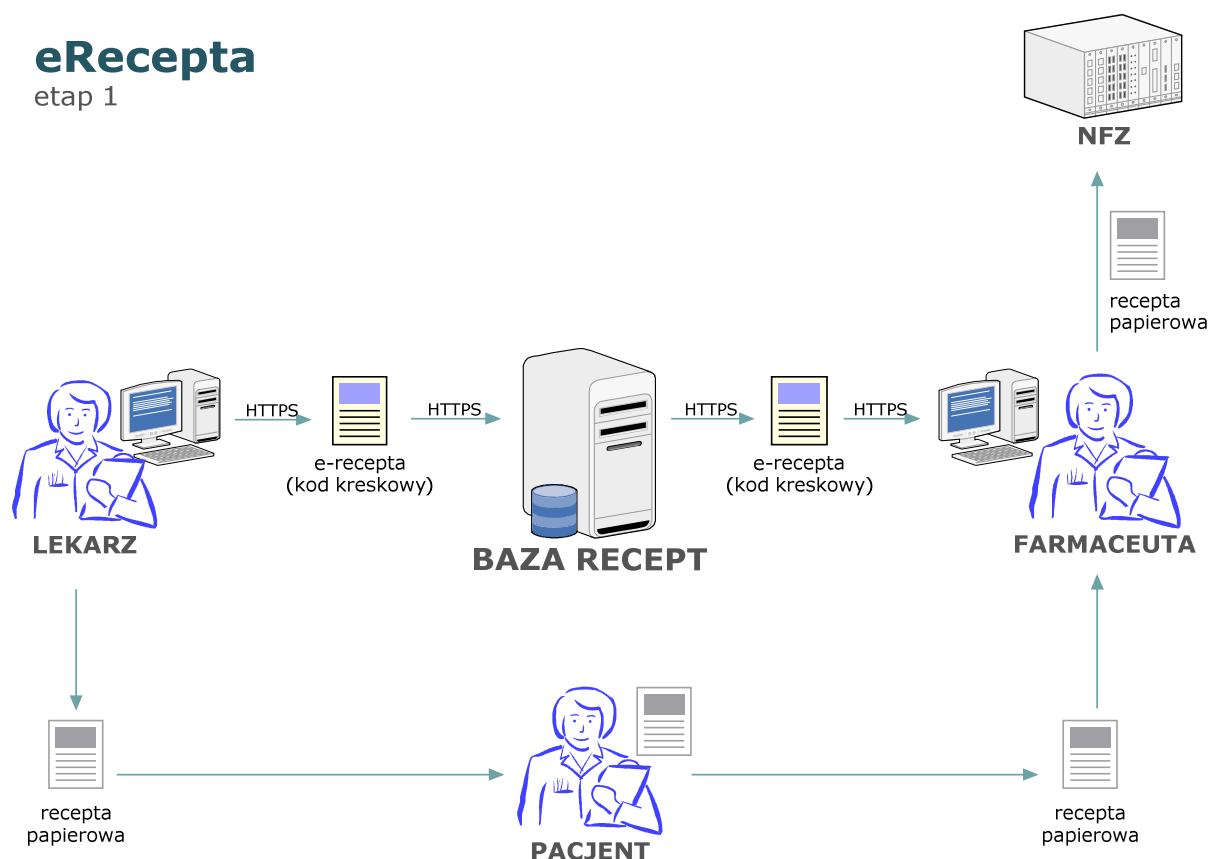 eRecepta
etap 1
NFZ
recepta
papierowa
HTTPS
HTTPS
HTTPS
HTTPS
e-recepta
(kod kreskowy)
e-recepta
(kod kreskowy)
LEKARZ
BAZA RECEPT
FARMACEUTA
recepta
papierowa
PACJENT
recepta
papierowa